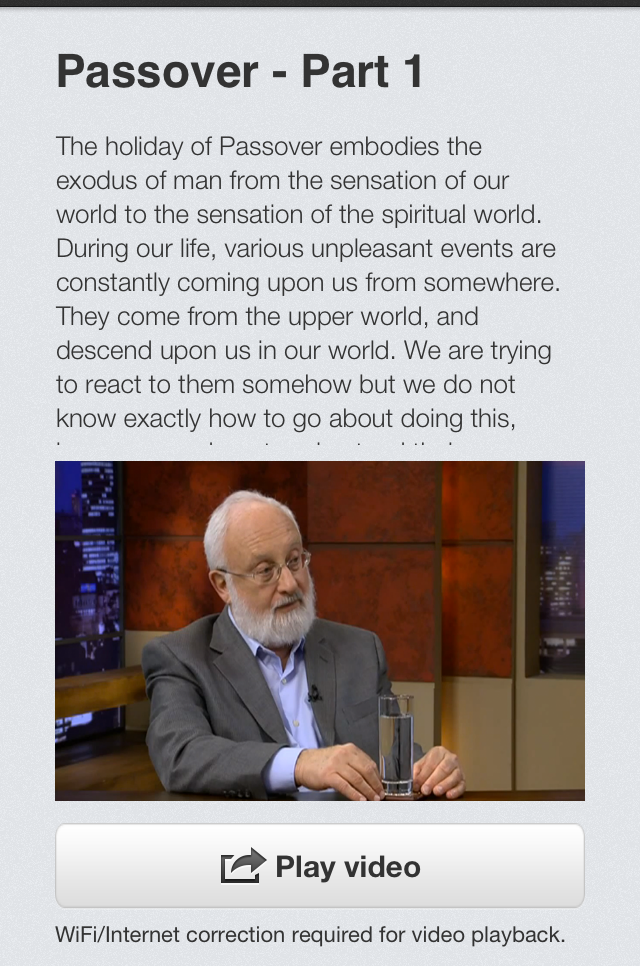 Passover - Part 1
The holiday of Passover embodies the
exodus of man from the sensation of our
world to the sensation of the spiritual world.
During our life, various unpleasant events are
constantly coming upon us from somewhere.
They come from the upper world, and
descend upon us in our world. We are trying
to react to them somehow but we do not
know exactly how to go about doing this,
Play video
WiFi/Internet correction required for video playback.